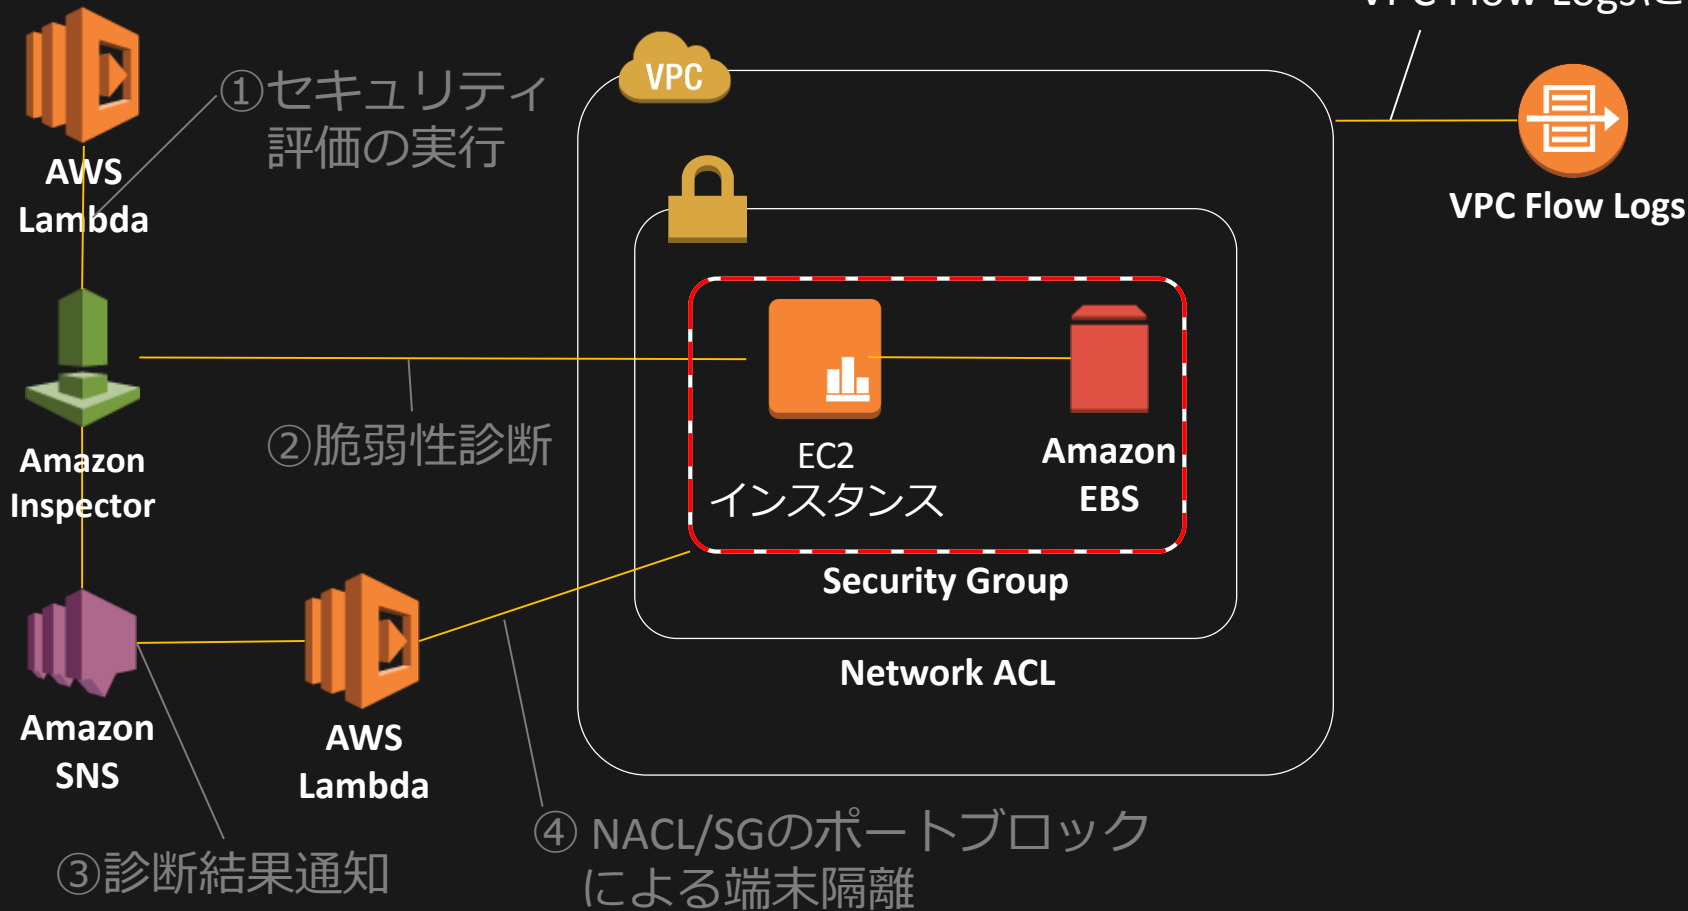 VPC Flow Logs
VPC
①セキュリティ
評価の実行
AWS
Lambda
VPC Flow Logs
Amazon
Inspector
②脆弱性診断
EC2
インスタンス
Amazon
EBS
Security Group
Network ACL
Amazon
SNS
AWS
Lambda
③診断結果通知
④ NACL/SGのポートブロック
による端末隔離